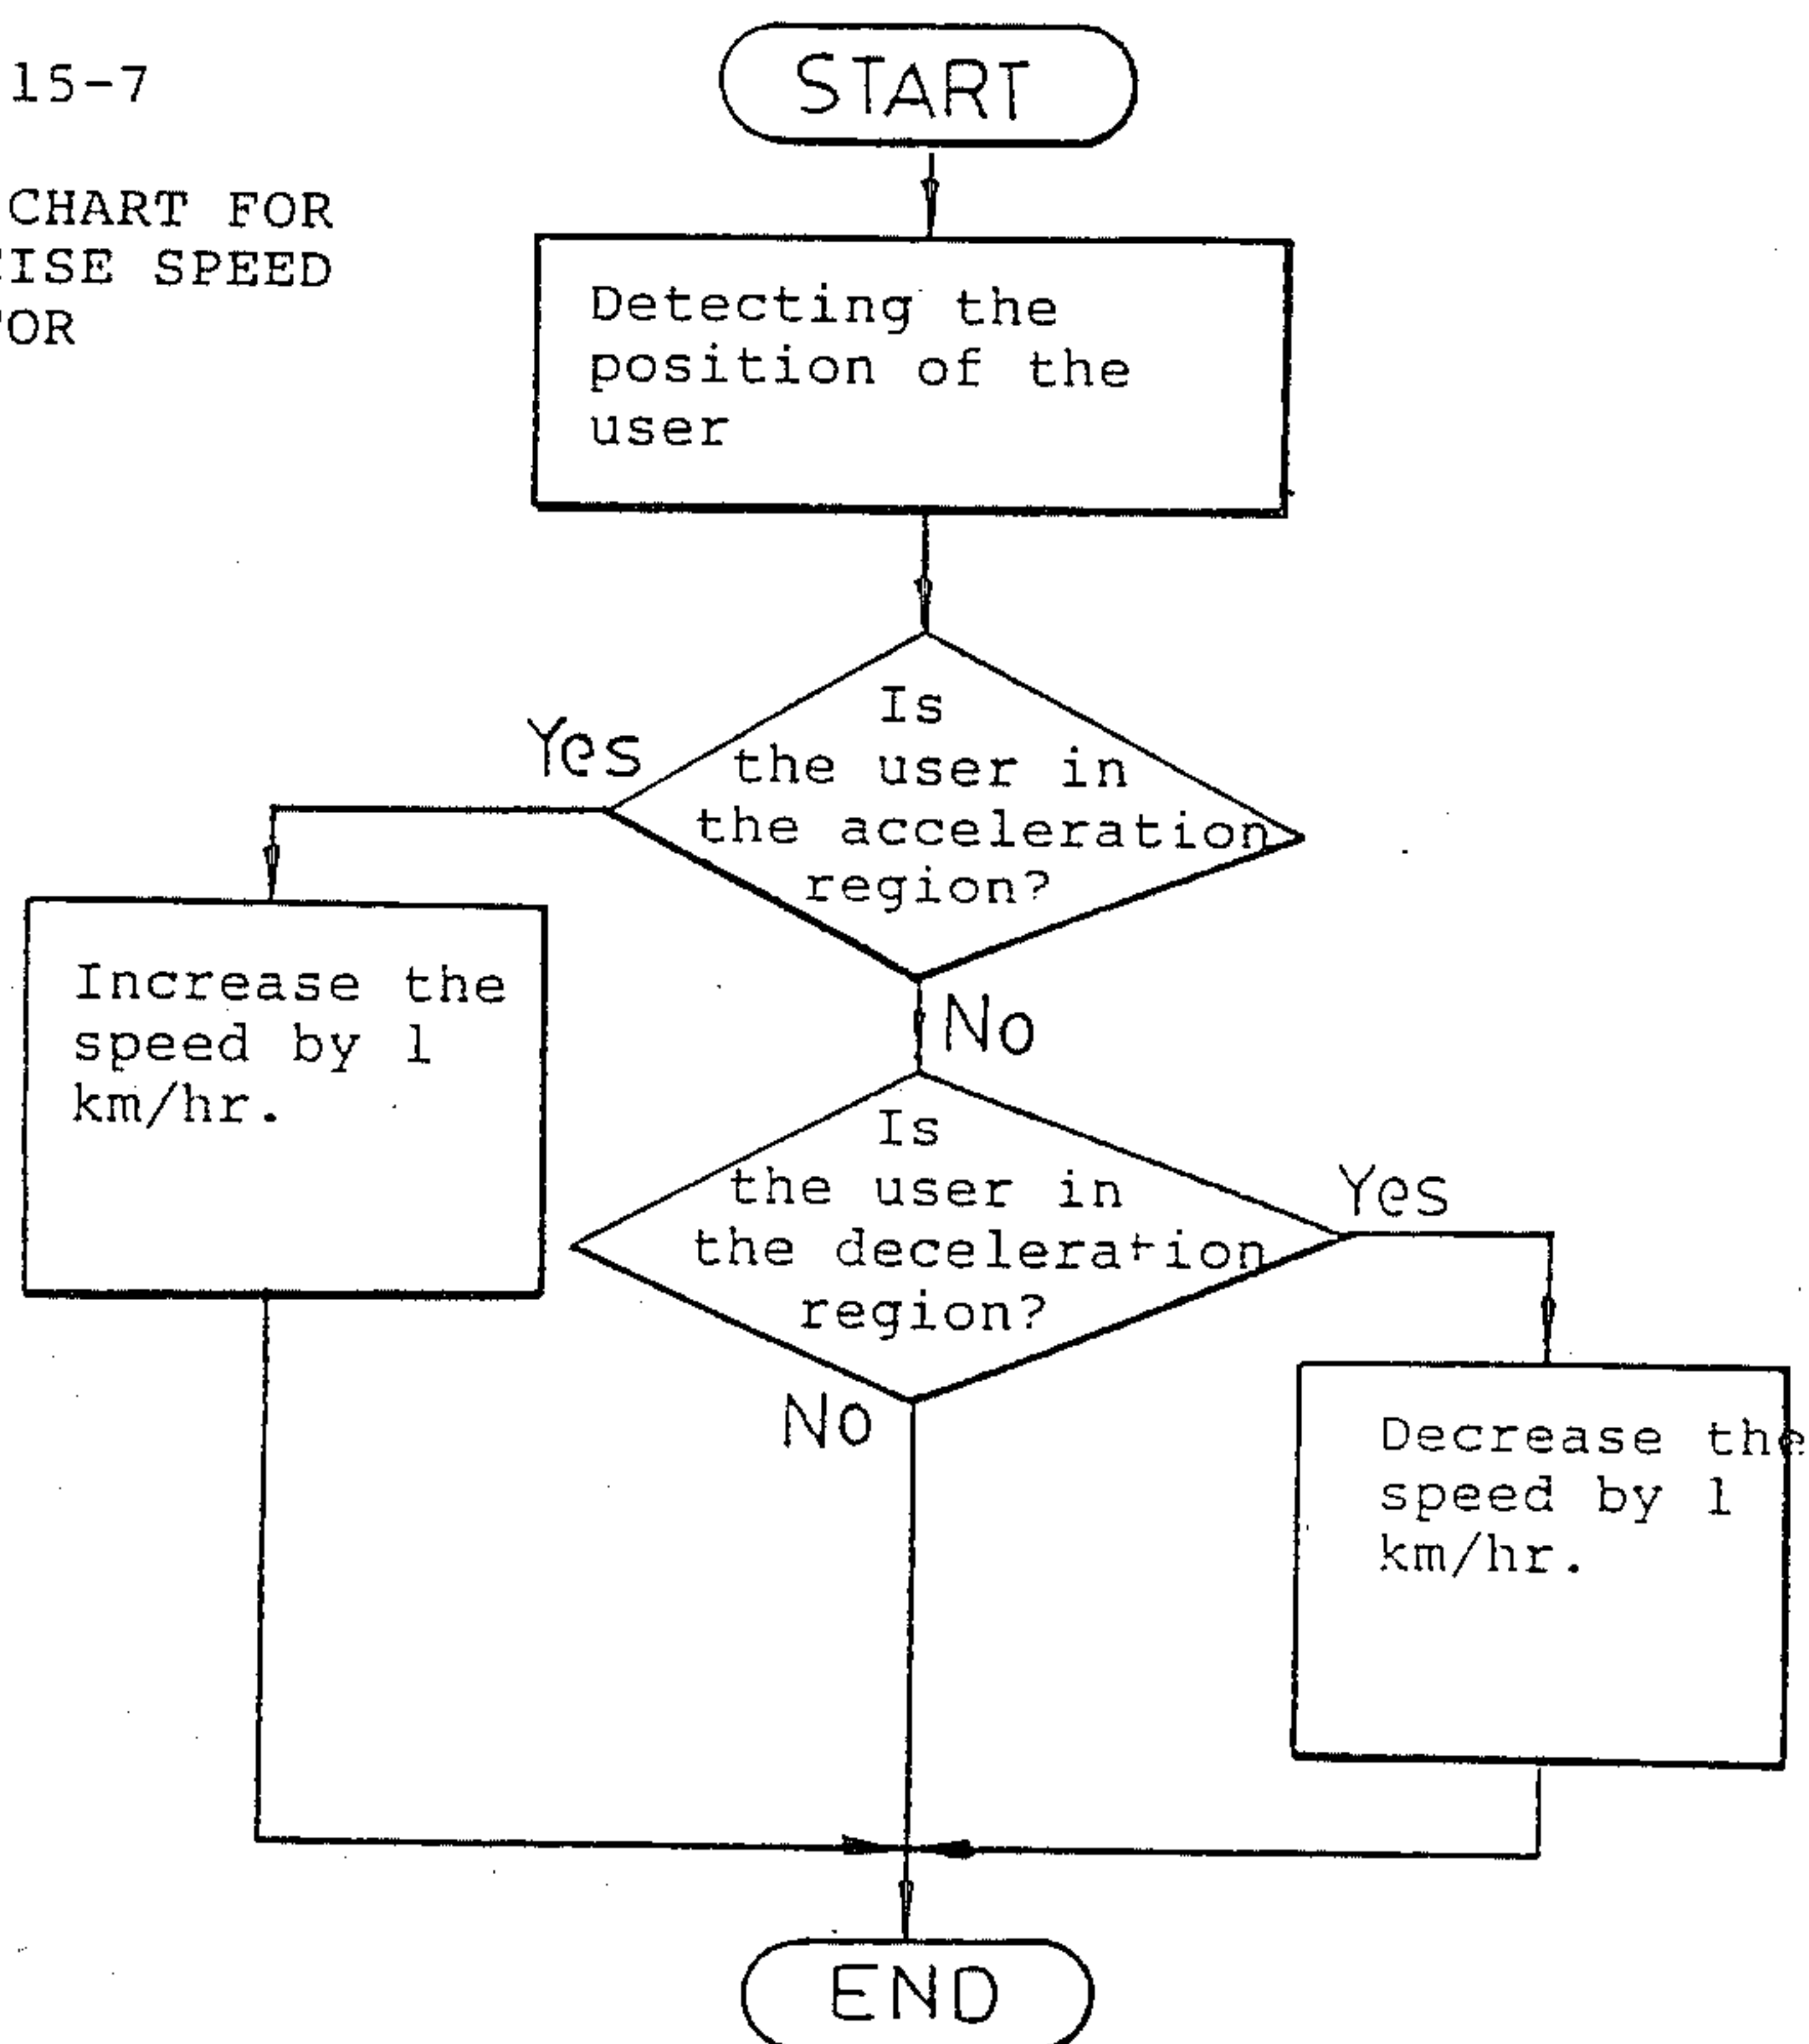 15-7
START
CHART FOR
SPEED
Detecting the
position of the
user
Is
the user in
the acceleration
region?
Yes
Increase the
speed by 1
km/hr.
No
Is
the user in
the deceleration
region?
Yes
No
Decrease the
speed by 1
km/hr.
END